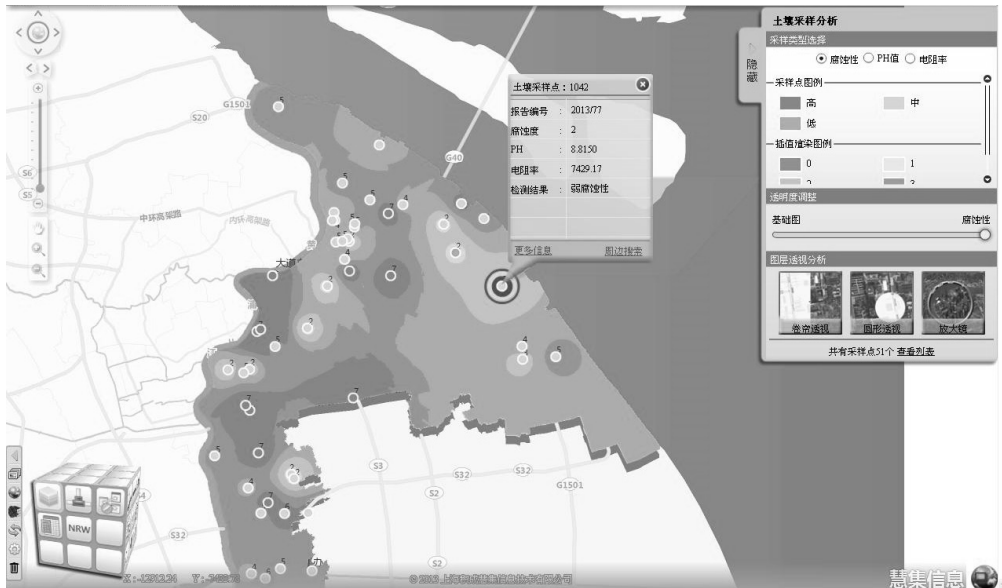 土壤采样分析
采样类型选择
腐蚀性 PH值 电阻率
采样点图例
高 中
低
插值渲染图例
0 1
2 3
透明度调整
基础图 腐蚀性
图层透视分析
卷帘透视 圆形透视 放大镜
共有采样点51个 查看列表
隐藏
土壤采样点：1042
报告编号 : 2013/77
腐蚀度 : 2
PH : 8.8150
电阻率 : 7429.17
检测结果 : 弱腐蚀性
更多信息 周边搜索
G1501
S20
G40
S6
S5
中环高架路
内环高架路
大道
S3
S32
S32
S2
G1501
S32
S2
NRW
慧集信息